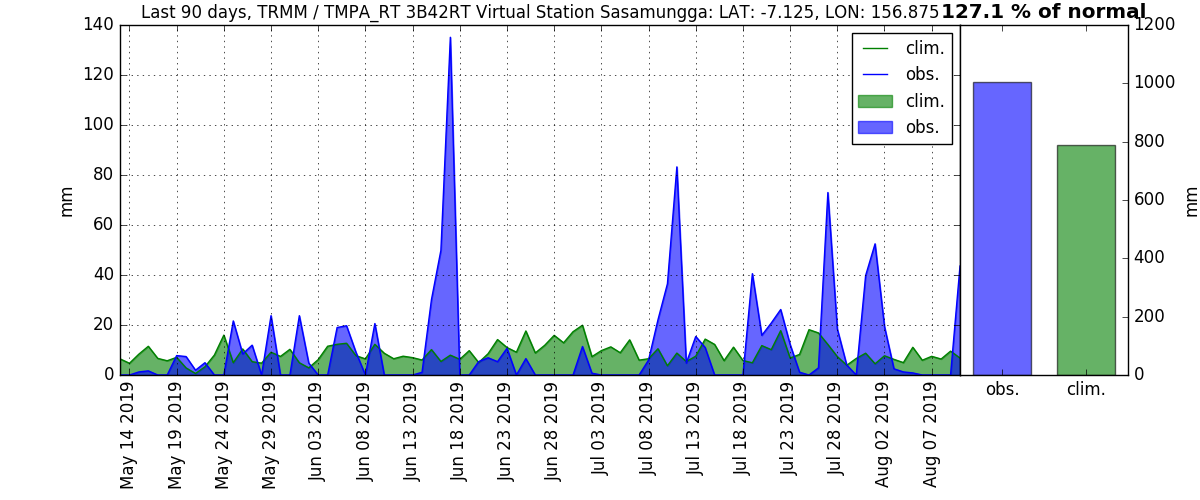 Last 90 days, TRMM / TMPA_RT 3B42RT Virtual Station Sasamungga: LAT: -7.125, LON: 156.875 127.1 % of normal
140
120
100
80
60
40
20
0
mm
clim.
obs.
clim.
obs.
1200
1000
800
600
400
200
0
mm
May 14 2019
May 19 2019
May 24 2019
May 29 2019
Jun 03 2019
Jun 08 2019
Jun 13 2019
Jun 18 2019
Jun 23 2019
Jun 28 2019
Jul 03 2019
Jul 08 2019
Jul 13 2019
Jul 18 2019
Jul 23 2019
Jul 28 2019
Aug 02 2019
Aug 07 2019
obs.
clim.